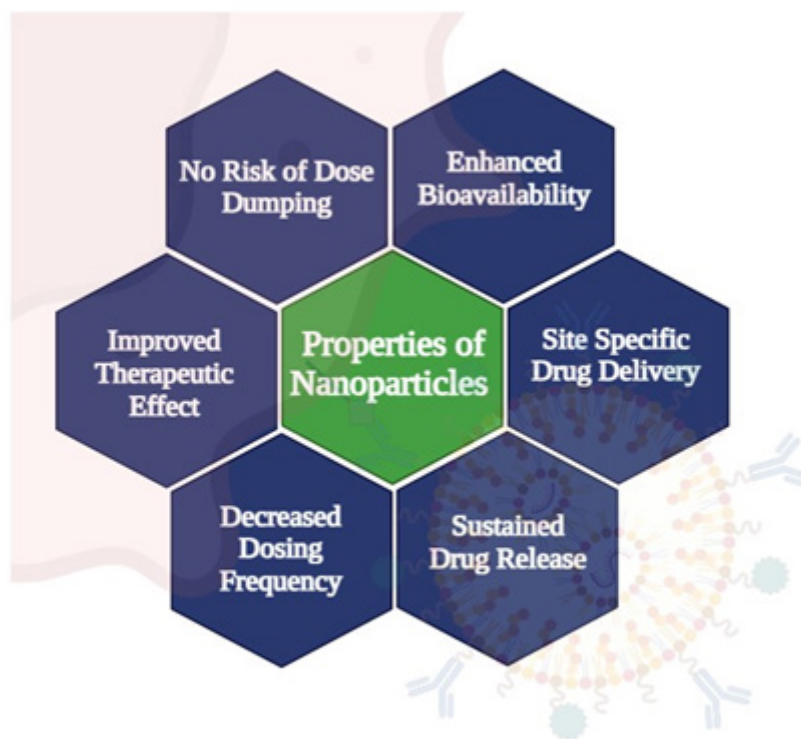 No Risk of Dose
Dumping
Enhanced
Bioavailability
Improved
Therapeutic
Effect
Properties of
Nanoparticles
Site Specific
Drug Delivery
Decreased
Dosing
Frequency
Sustained
Drug Release